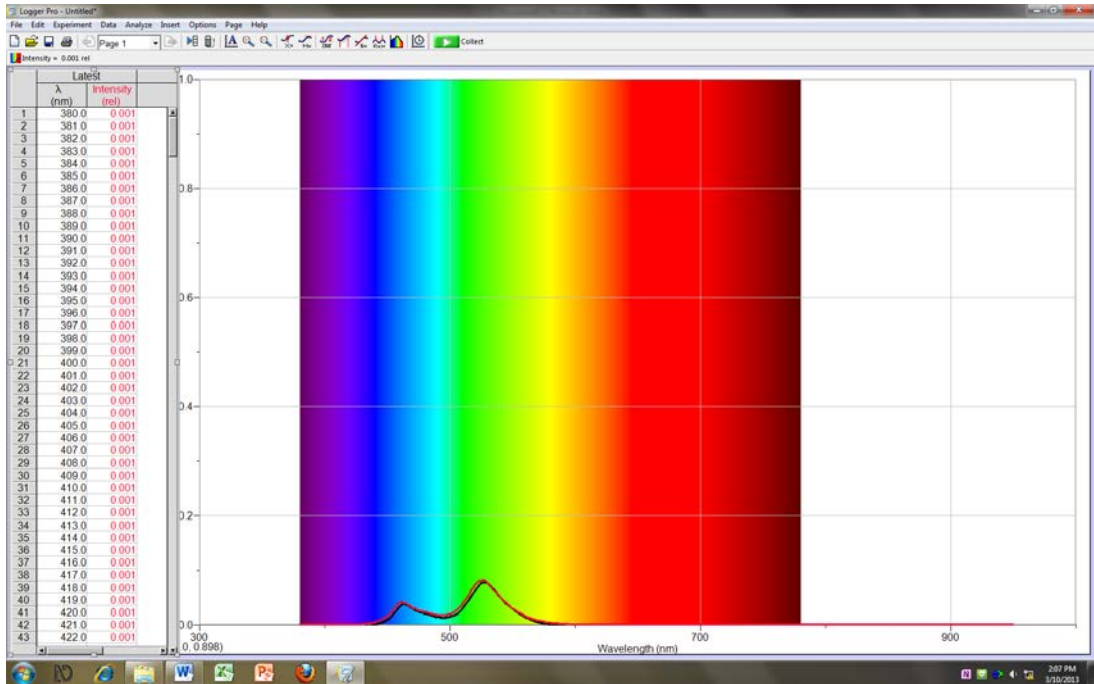 Logger Pro - Untitled*
File Edit Experiment Data Analyze Insert Options Page Help
Page 1
Collect
Intensity = 0.001 rel
Latest
λ Intensity
(nm) (rel)
1 380.0 0.001
2 381.0 0.001
3 382.0 0.001
4 383.0 0.001
5 384.0 0.001
6 385.0 0.001
7 386.0 0.001
8 387.0 0.001
9 388.0 0.001
10 389.0 0.001
11 390.0 0.001
12 391.0 0.001
13 392.0 0.001
14 393.0 0.001
15 394.0 0.001
16 395.0 0.001
17 396.0 0.001
18 397.0 0.001
19 398.0 0.001
20 399.0 0.001
21 400.0 0.001
22 401.0 0.001
23 402.0 0.001
24 403.0 0.001
25 404.0 0.001
26 405.0 0.001
27 406.0 0.001
28 407.0 0.001
29 408.0 0.001
30 409.0 0.001
31 410.0 0.001
32 411.0 0.001
33 412.0 0.001
34 413.0 0.001
35 414.0 0.001
36 415.0 0.001
37 416.0 0.001
38 417.0 0.001
39 418.0 0.001
40 419.0 0.001
41 420.0 0.001
42 421.0 0.001
43 422.0 0.001
1.0
0.8
0.6
0.4
0.2
0.0
300 500 700 900
0, 0.898)
Wavelength (nm)
2:07 PM
3/10/2013